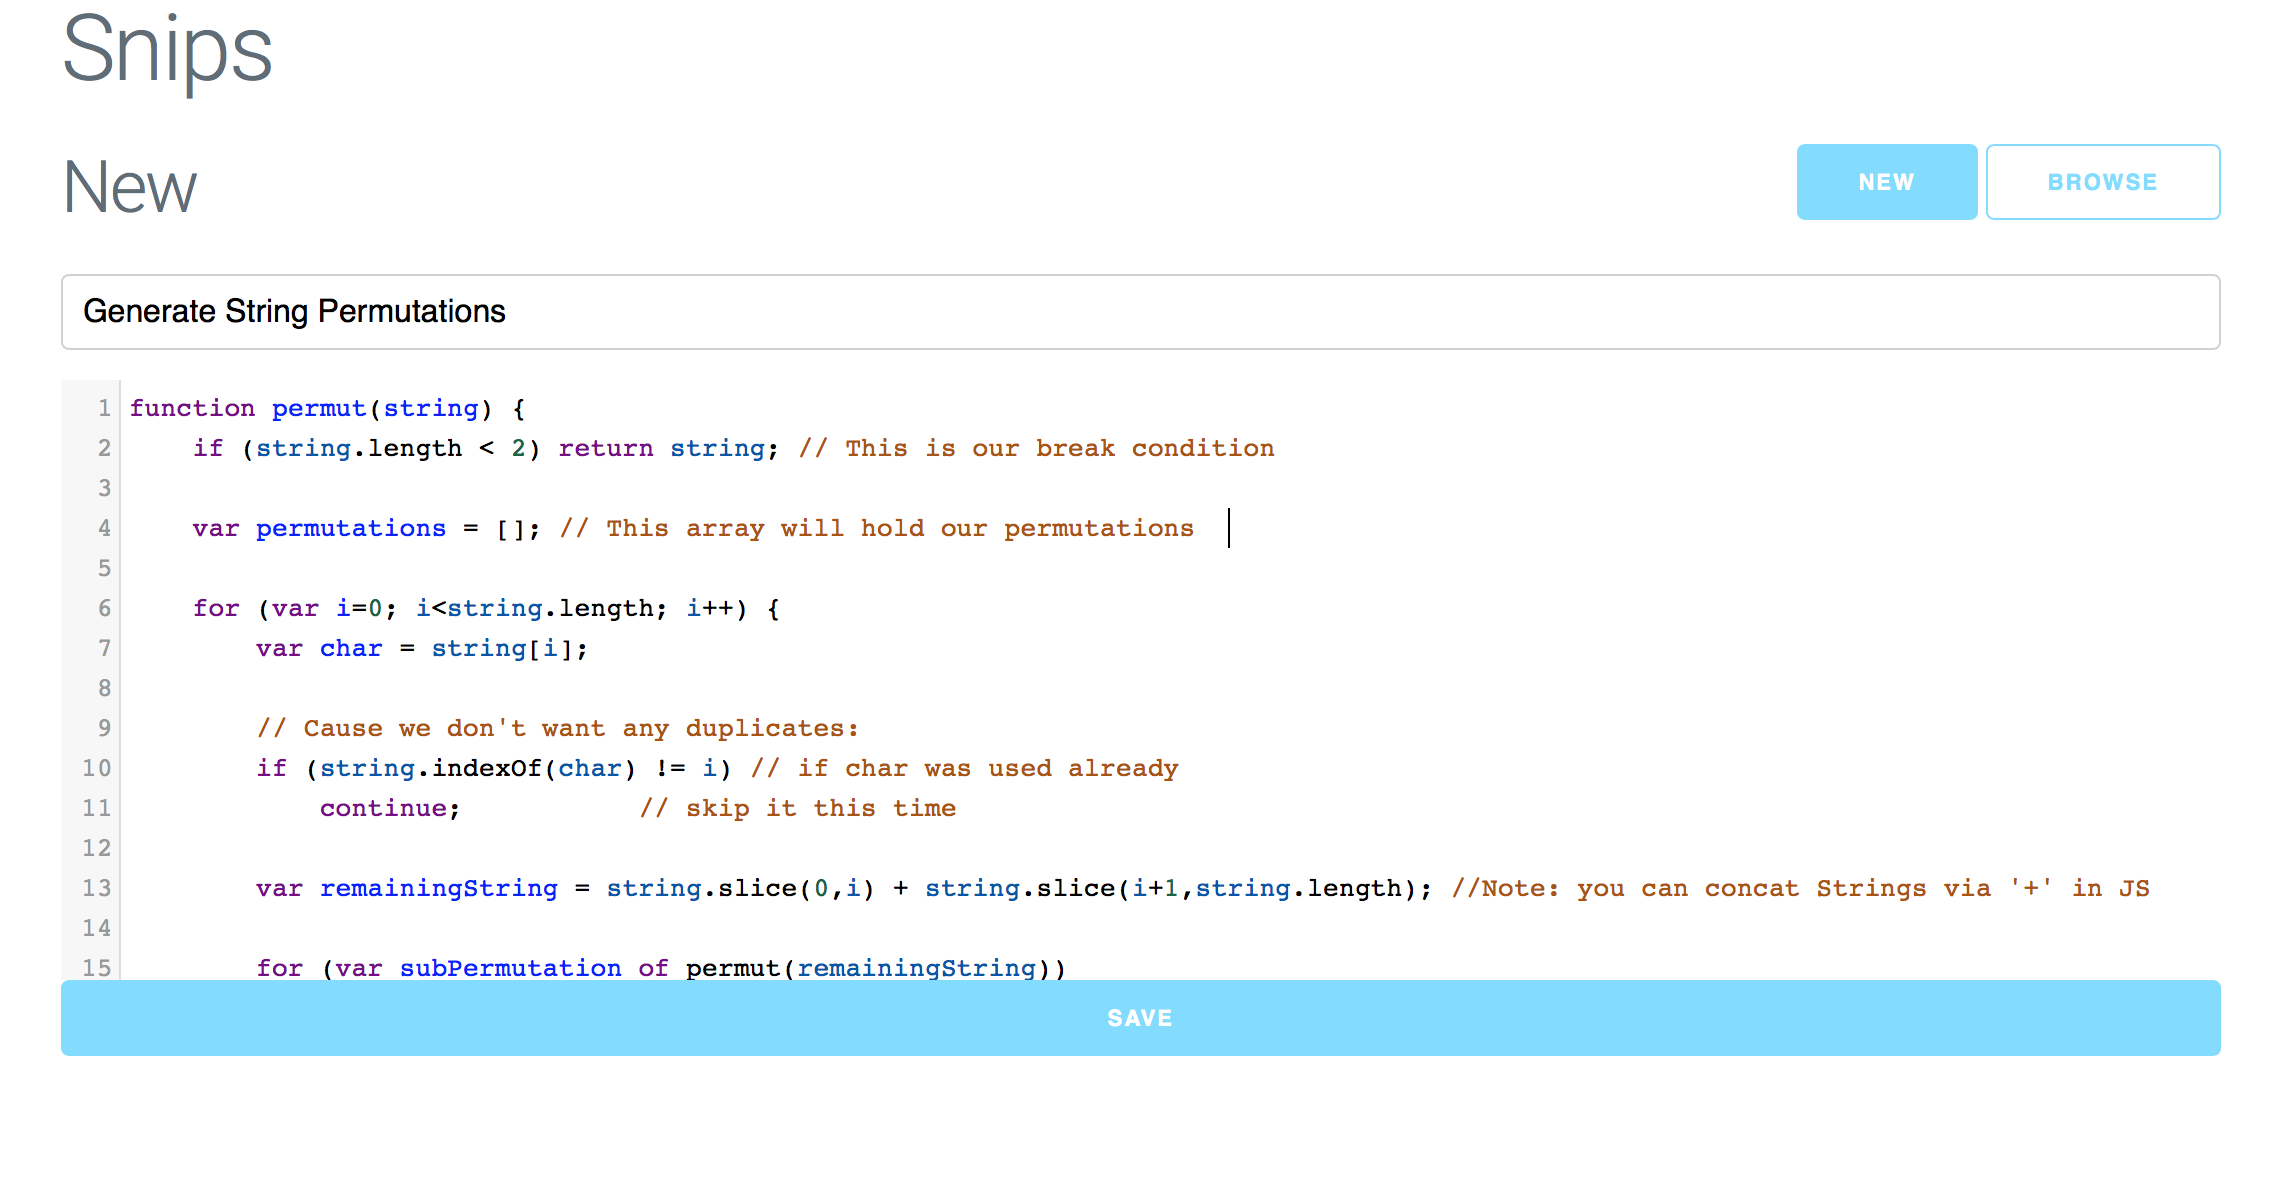 Snips
New
NEW BROWSE
Generate String Permutations
1 function permut(string) {
2     if (string.length < 2) return string; // This is our break condition
3
4     var permutations = []; // This array will hold our permutations
5
6     for (var i=0; i<string.length; i++) {
7         var char = string[i];
8
9         // Cause we don't want any duplicates:
10         if (string.indexOf(char) != i) // if char was used already
11             continue;           // skip it this time
12
13         var remainingString = string.slice(0,i) + string.slice(i+1,string.length); //Note: you can concat Strings via '+' in JS
14
15         for (var subPermutation of permut(remainingString))
SAVE